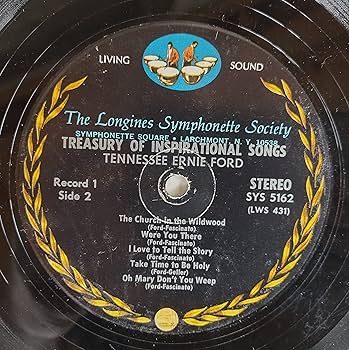 LIVING SOUND
The Longines Symphonette Society
SYMPHONETTE SQUARE • LARCHMONT, N. Y. 10538
TREASURY OF INSPIRATIONAL SONGS
TENNESSEE ERNIE FORD
Record 1
Side 2
STEREO
SYS 5162
(LWS 431)
The Church in the Wildwood
(Ford-Fascinato)
Were You There
(Ford-Fascinato)
I Love to Tell the Story
(Ford-Fascinato)
Take Time to Be Holy
(Ford-Geller)
Oh Mary Don't You Weep
(Ford-Fascinato)